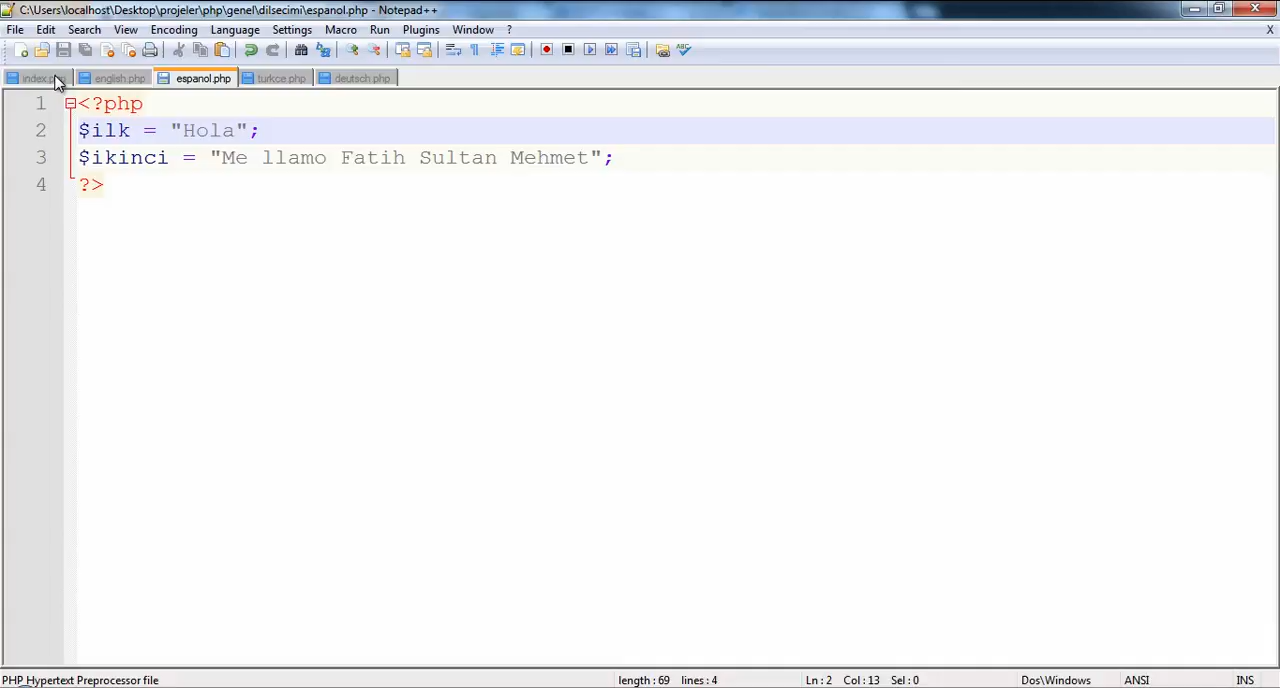 C:\Users\localhost\Desktop\projeler\php\genel\dilsecimi\espanol.php - Notepad++
File Edit Search View Encoding Language Settings Macro Run Plugins Window ? X
english.php espanol.php turkce.php deutsch.php
1 <?php
2 $ilk = "Hola";
3 $ikinci = "Me llamo Fatih Sultan Mehmet";
4 ?>
PHP Hypertext Preprocessor file length : 69 lines : 4 Ln : 2 Col : 13 Sel : 0 Dos\Windows ANSI INS